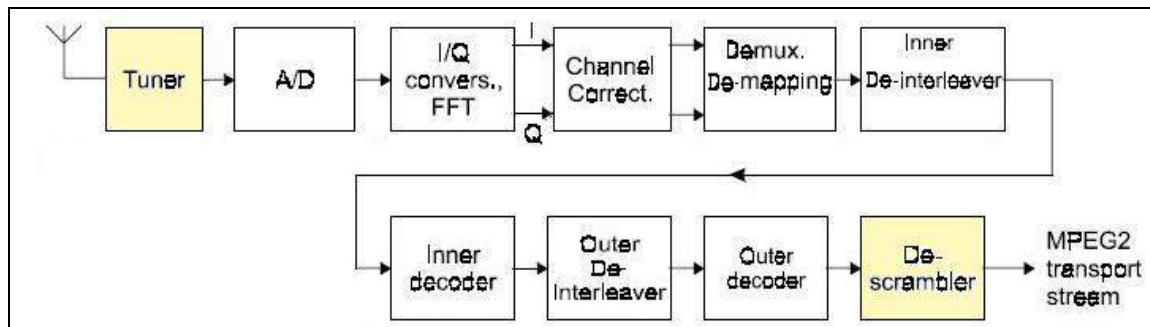 Tuner
A/D
I/Q
convers.,
FFT
I
Q
Channel
Correct.
Demux.
De-mapping
Inner
De-interleaver
Inner
decoder
Outer
De-
Interleaver
Outer
decoder
De-
scrambler
MPEG2
transport
stream